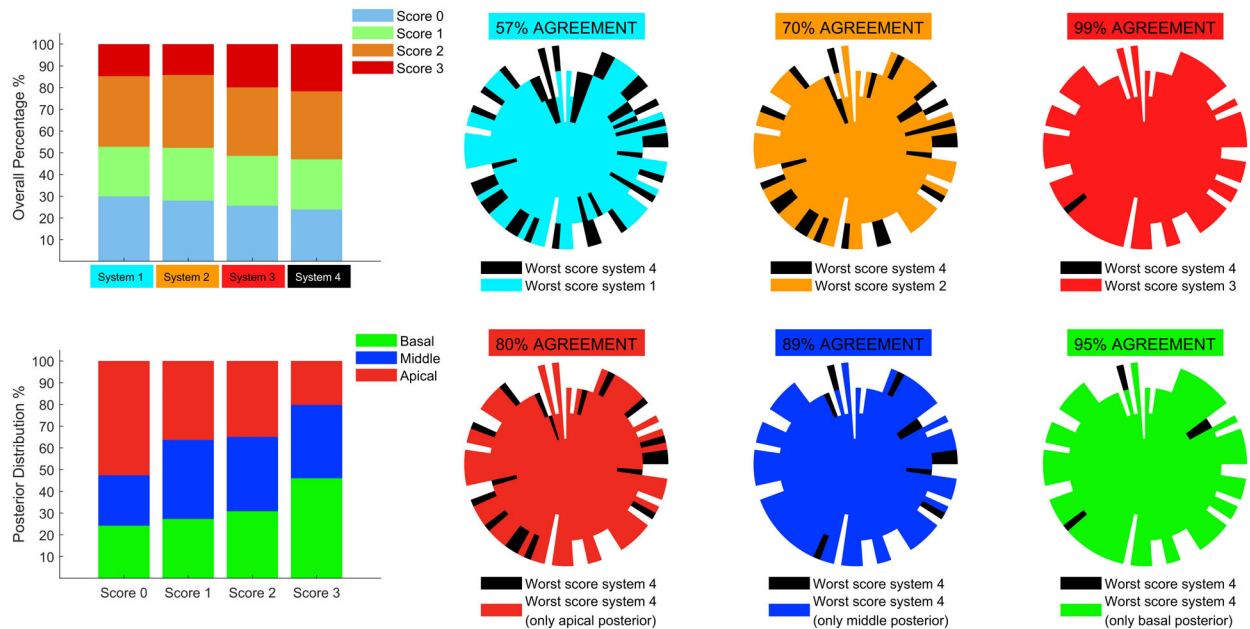 Score 0
Score 1
Score 2
Score 3
Overall Percentage %
100
90
80
70
60
50
40
30
20
10
System 1
System 2
System 3
System 4
57% AGREEMENT
Worst score system 4
Worst score system 1
70% AGREEMENT
Worst score system 4
Worst score system 2
99% AGREEMENT
Worst score system 4
Worst score system 3
Basal
Middle
Apical
Posterior Distribution %
100
90
80
70
60
50
40
30
20
10
Score 0
Score 1
Score 2
Score 3
80% AGREEMENT
Worst score system 4
Worst score system 4
(only apical posterior)
89% AGREEMENT
Worst score system 4
Worst score system 4
(only middle posterior)
95% AGREEMENT
Worst score system 4
Worst score system 4
(only basal posterior)